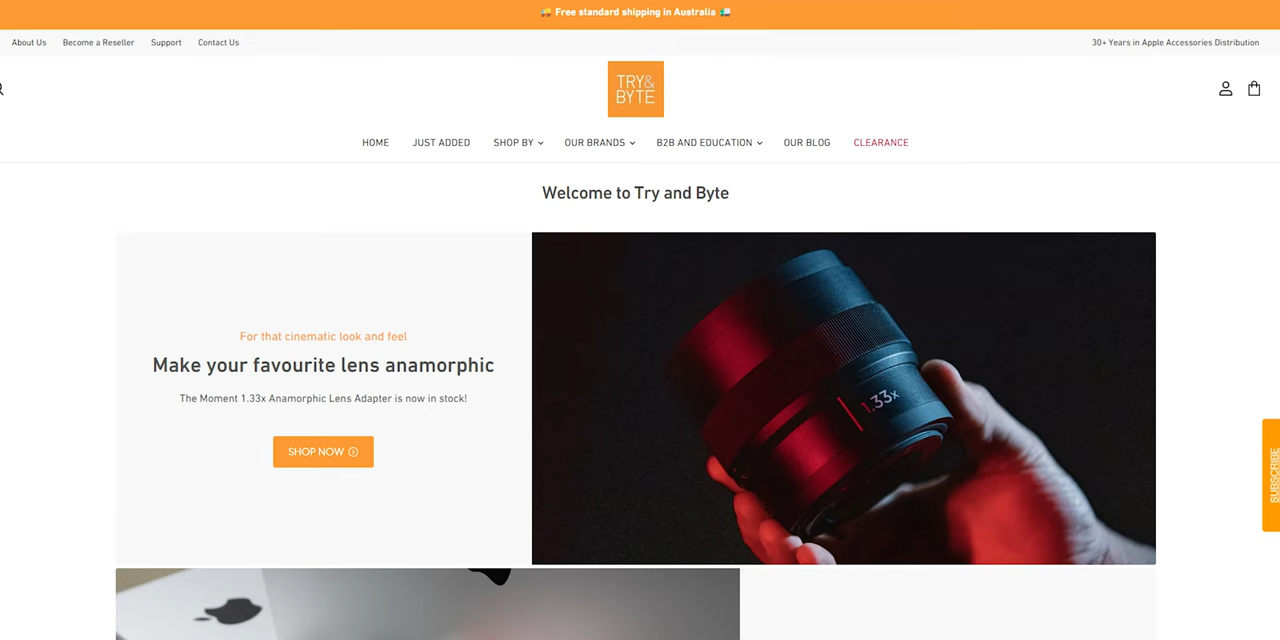 🚚 Free standard shipping in Australia 🚚
About Us Become a Reseller Support Contact Us
30+ Years in Apple Accessories Distribution
TRY&
BYTE
HOME JUST ADDED SHOP BY OUR BRANDS B2B AND EDUCATION OUR BLOG CLEARANCE
Welcome to Try and Byte
For that cinematic look and feel
Make your favourite lens anamorphic
The Moment 1.33x Anamorphic Lens Adapter is now in stock!
SHOP NOW
1.33x
SUBSCRIBE